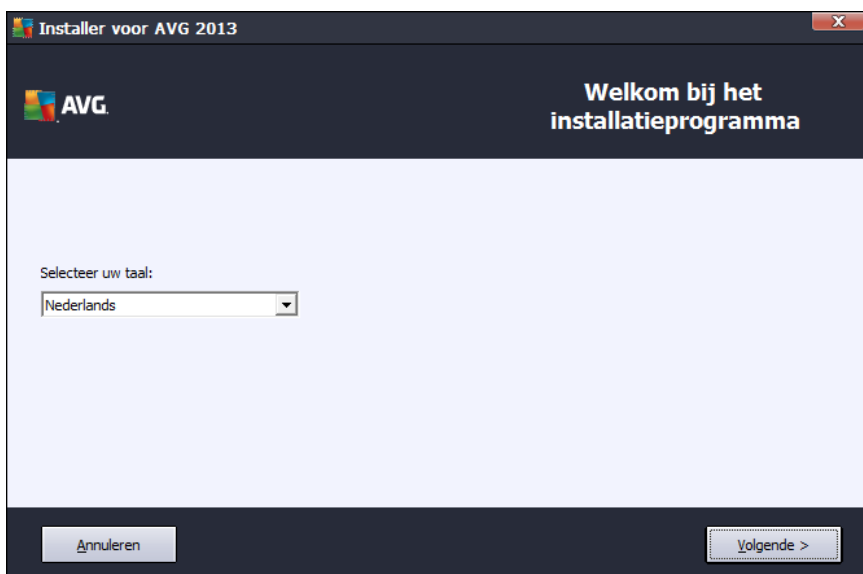 Installer voor AVG 2013
X
AVG.
Welkom bij het
installatieprogramma
Selecteer uw taal:
Nederlands
Annuleren
Volgende >